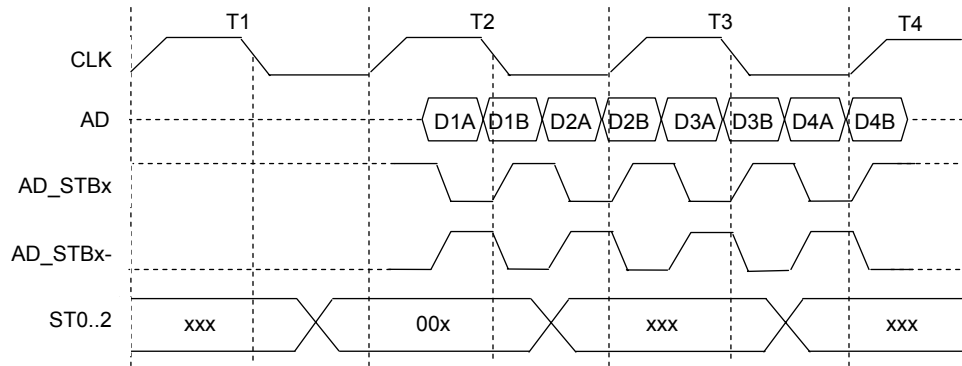 T1 T2 T3 T4
CLK
AD D1A D1B D2A D2B D3A D3B D4A D4B
AD_STBx
AD_STBx-
ST0..2 xxx 00x xxx xxx